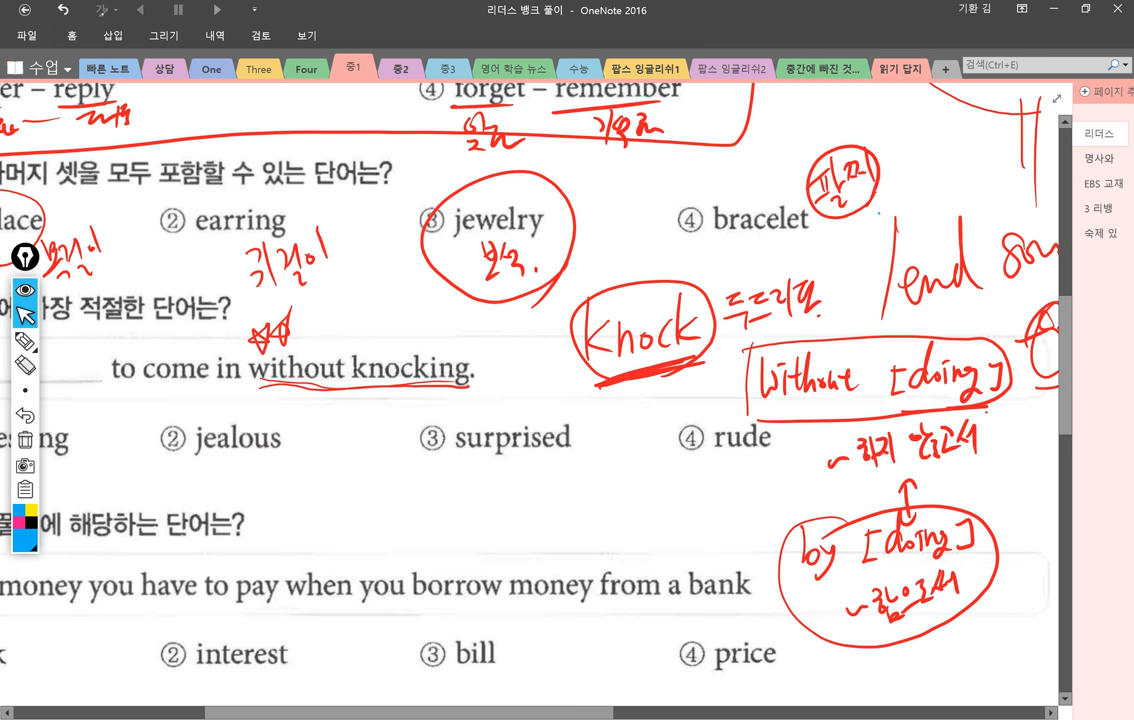 리더스 뱅크 풀이 - OneNote 2016
기환 김
파일 홈 삽입 그리기 내역 검토 보기
수업 빠른 노트 상담 One Three Four 중1 중2 중3 영어 학습 뉴스 수능 팝스 잉글리쉬1 팝스 잉글리쉬2 중간에 빠진 것... 읽기 답지 + 검색(Ctrl+E)
페이지 추
리더스
명사와
EBS 교재
3 리뱅
숙제 있
er – reply ④ forget – remember
기억하다
나머지 셋을 모두 포함할 수 있는 단어는?
팔찌
lace ② earring ③ jewelry ④ bracelet
목걸이 귀걸이 보석.
lend
에 가장 적절한 단어는?
knock 두드리다.
to come in without knocking.
without [doing]
~하지 않고서
esting ② jealous ③ surprised ④ rude
풀이에 해당하는 단어는?
by [doing]
~함으로써
money you have to pay when you borrow money from a bank
k ② interest ③ bill ④ price